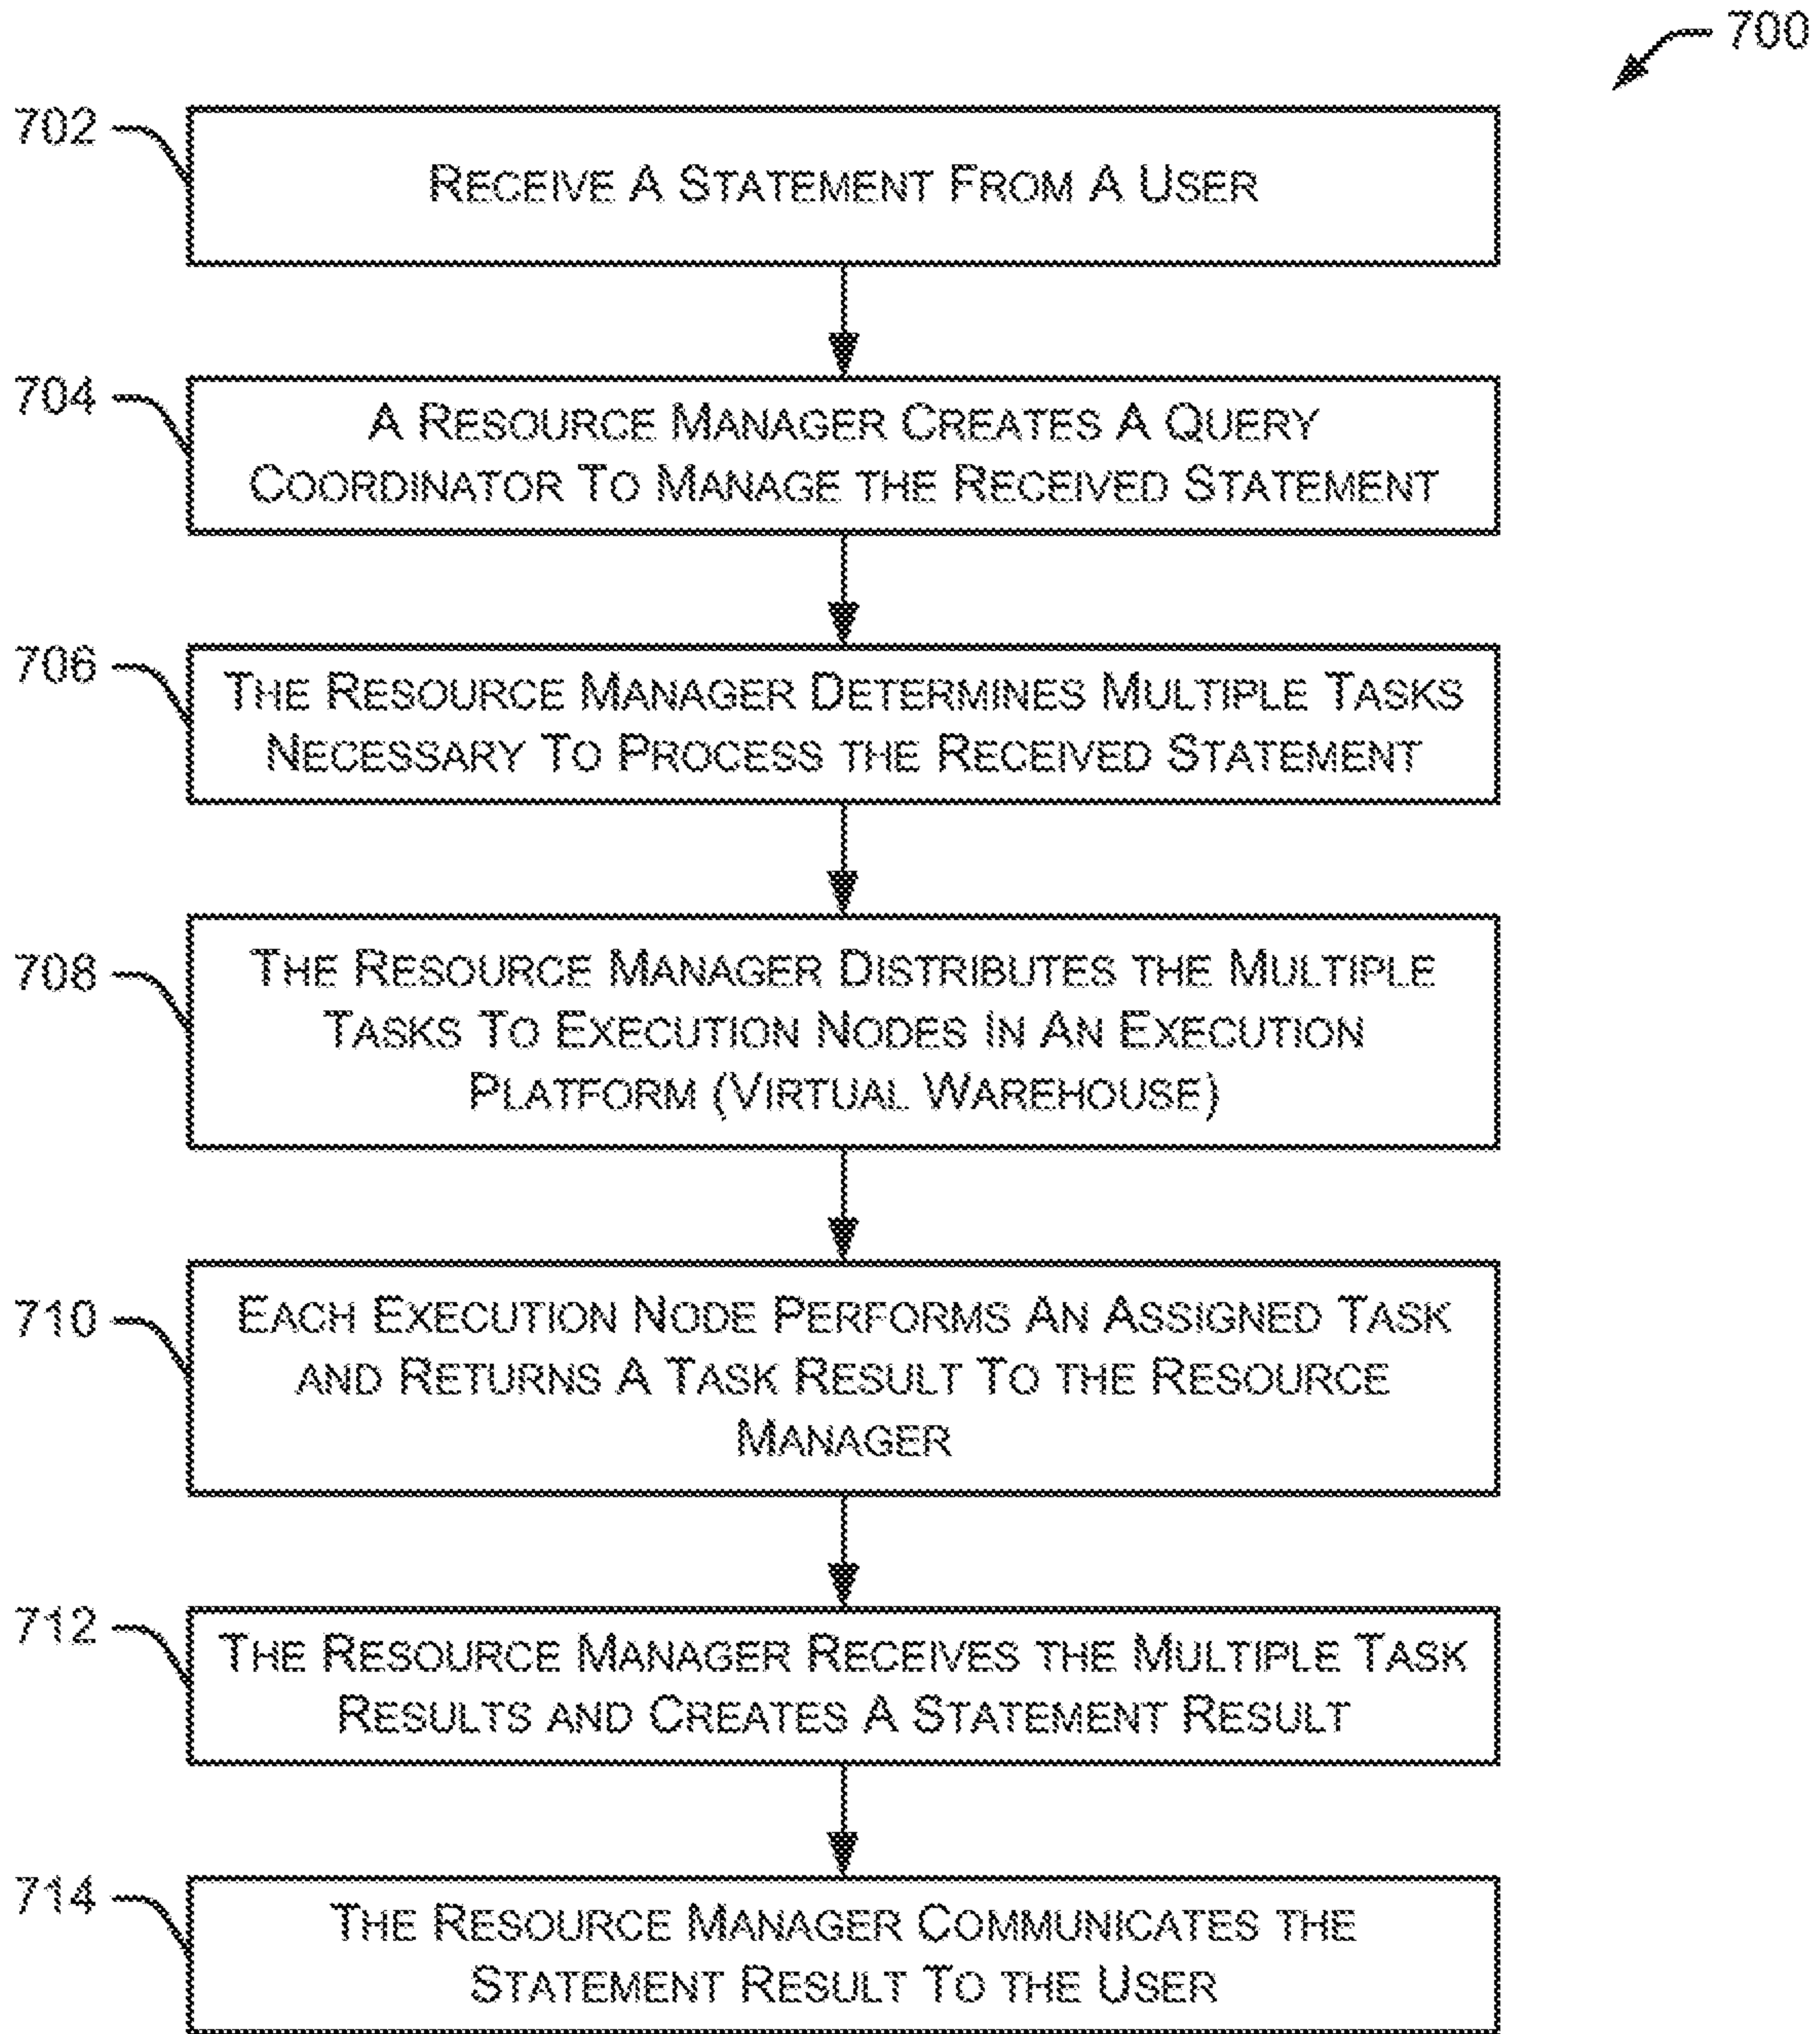 700
702
RECEIVE A STATEMENT FROM A USER
704
A RESOURCE MANAGER CREATES A QUERY
COORDINATOR TO MANAGE THE RECEIVED STATEMENT
706
THE RESOURCE MANAGER DETERMINES MULTIPLE TASKS
NECESSARY TO PROCESS THE RECEIVED STATEMENT
708
THE RESOURCE MANAGER DISTRIBUTES THE MULTIPLE
TASKS TO EXECUTION NODES IN AN EXECUTION
PLATFORM (VIRTUAL WAREHOUSE)
710
EACH EXECUTION NODE PERFORMS AN ASSIGNED TASK
AND RETURNS A TASK RESULT TO THE RESOURCE
MANAGER
712
THE RESOURCE MANAGER RECEIVES THE MULTIPLE TASK
RESULTS AND CREATES A STATEMENT RESULT
714
THE RESOURCE MANAGER COMMUNICATES THE
STATEMENT RESULT TO THE USER